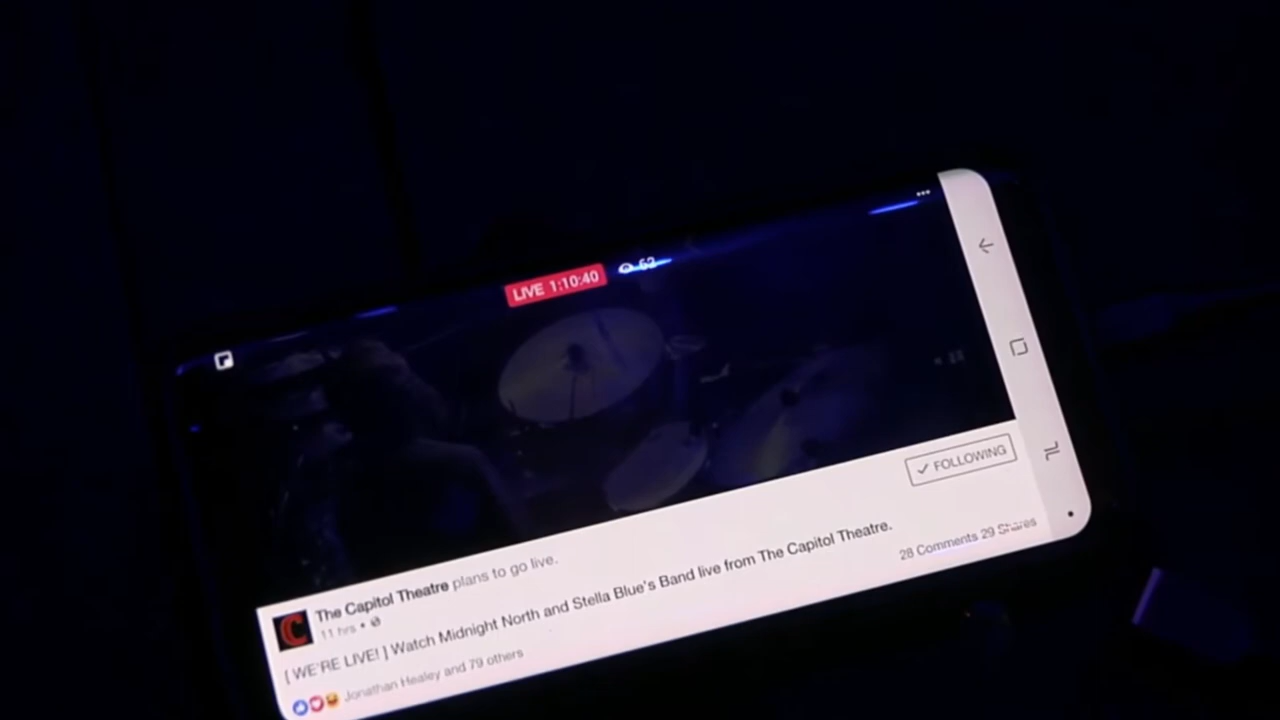 LIVE 1:10:40
63
✓ FOLLOWING
The Capitol Theatre plans to go live.
11 hrs •
[ WE'RE LIVE! ] Watch Midnight North and Stella Blue's Band live from The Capitol Theatre.
28 Comments 29 Shares
Jonathan Healey and 79 others